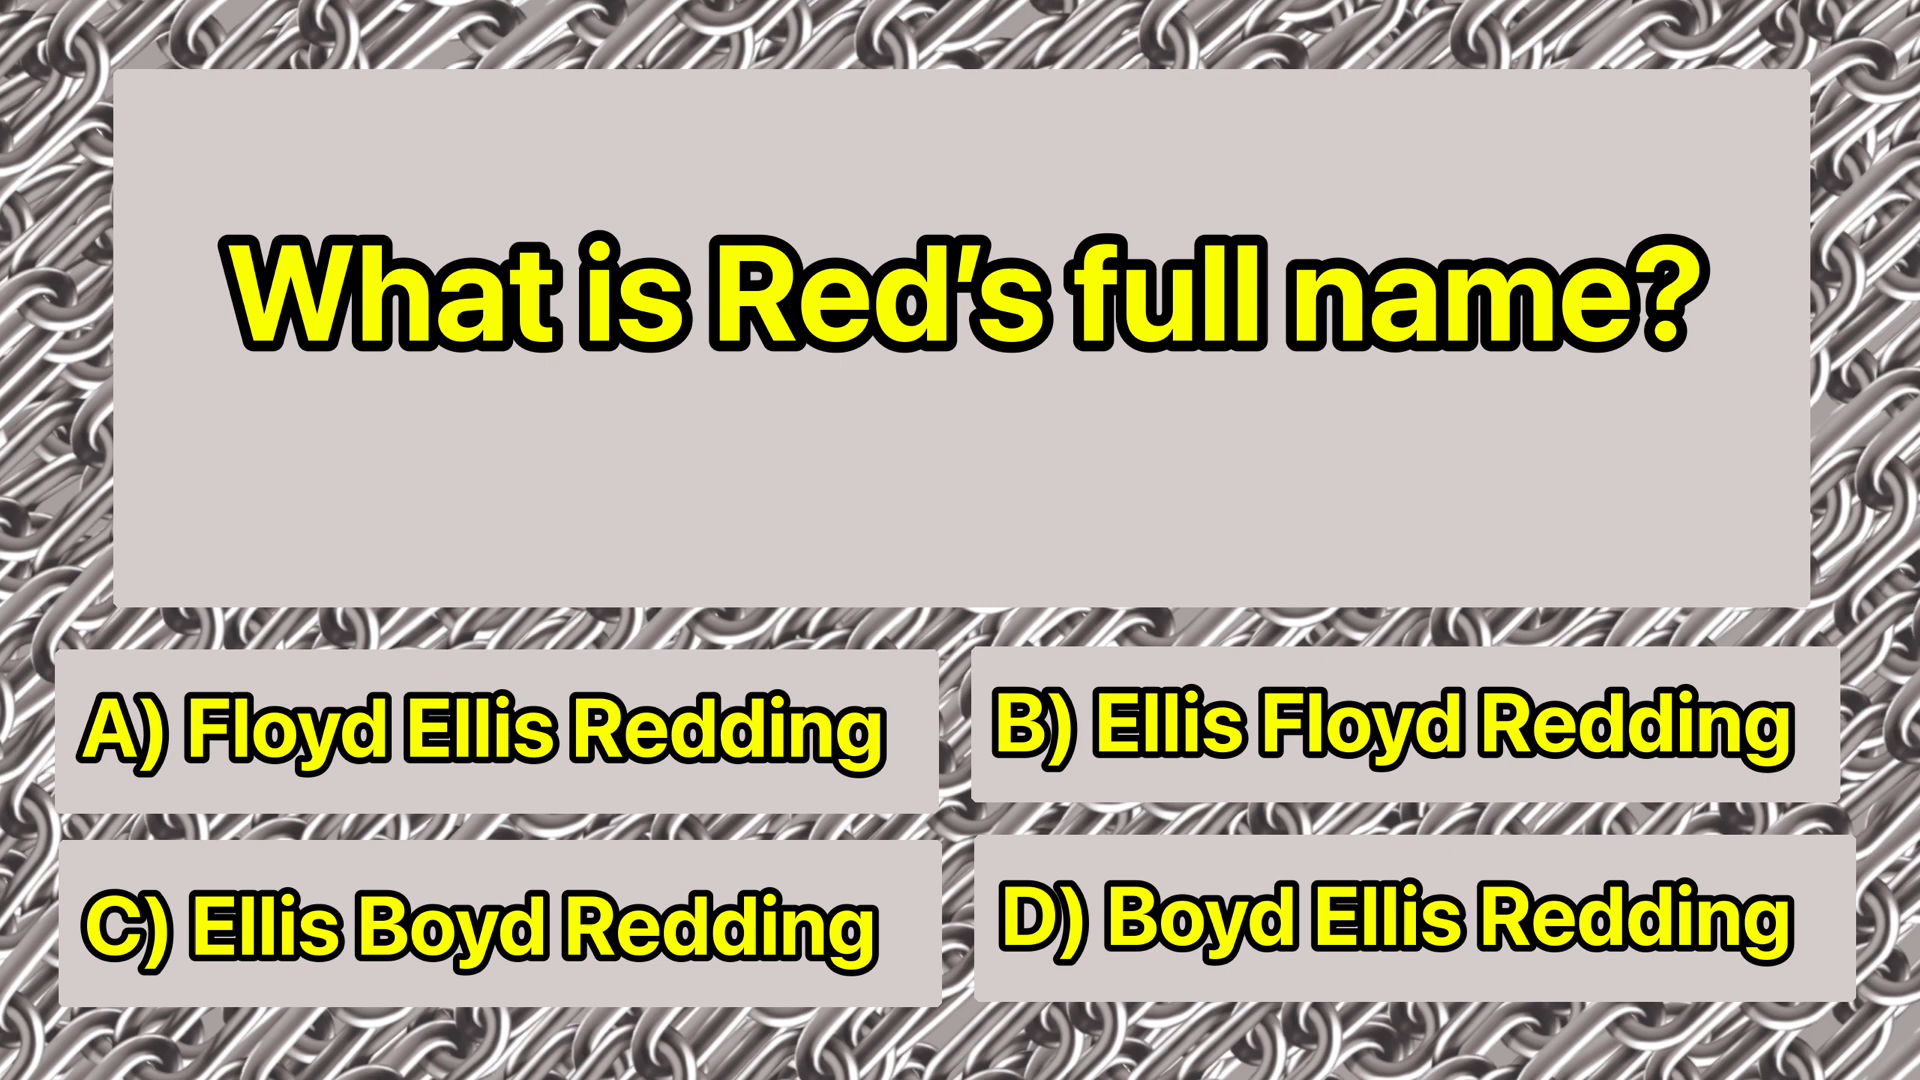 What is Red’s full name?
A) Floyd Ellis Redding
B) Ellis Floyd Redding
C) Ellis Boyd Redding
D) Boyd Ellis Redding